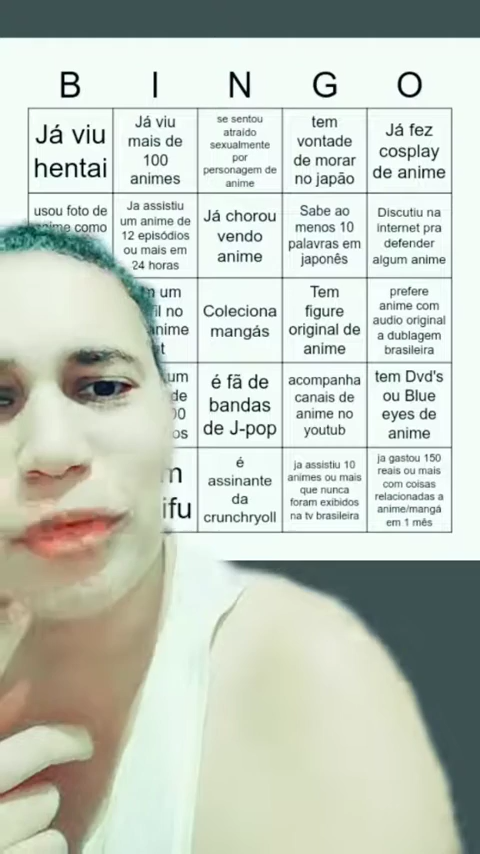 B I N G O
Já viu
hentai
Já viu
mais de
100
animes
se sentou
atraído
sexualmente
por
personagem de
anime
tem
vontade
de morar
no japão
Já fez
cosplay
de anime
usou foto de
anime como
Ja assistiu
um anime de
12 episódios
ou mais em
24 horas
Já chorou
vendo
anime
Sabe ao
menos 10
palavras em
japonês
Discutiu na
internet pra
defender
algum anime
um
no
Coleciona
mangás
Tem
figure
original de
anime
prefere
anime com
audio original
a dublagem
brasileira
de
é fã de
bandas
de J-pop
acompanha
canais de
anime no
youtub
tem Dvd's
ou Blue
eyes de
anime
é
assinante
da
crunchryoll
ja assistiu 10
animes ou mais
que nunca
foram exibidos
na tv brasileira
ja gastou 150
reais ou mais
com coisas
relacionadas a
anime/mangá
em 1 mês